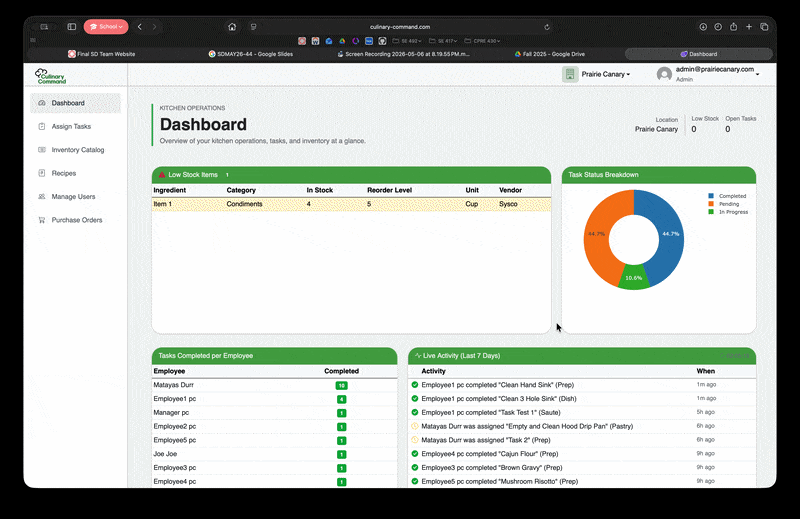 School
culinary-command.com
SE 492
SE 417
CPRE 430
Final SD Team Website
SDMAY26-44 - Google Slides
Screen Recording 2026-05-06 at 8.19.55 PM.m...
Fall 2025 - Google Drive
Dashboard
Culinary
Command
Prairie Canary
admin@prairiecanary.com
Admin
Dashboard
Assign Tasks
Inventory Catalog
Recipes
Manage Users
Purchase Orders
KITCHEN OPERATIONS
Dashboard
Overview of your kitchen operations, tasks, and inventory at a glance.
Location
Prairie Canary
Low Stock
0
Open Tasks
0
Low Stock Items 1
Ingredient Category In Stock Reorder Level Unit Vendor
Item 1 Condiments 4 5 Cup Sysco
Task Status Breakdown
44.7%
44.7%
10.6%
Completed
Pending
In Progress
Tasks Completed per Employee
Employee Completed
Matayas Durr 10
Employee1 pc 4
Manager pc 1
Employee2 pc 1
Employee5 pc 1
Joe Joe 1
Employee3 pc 1
Employee4 pc 1
Live Activity (Last 7 Days)
Activity When
Employee1 pc completed "Clean Hand Sink" (Prep) 1m ago
Employee1 pc completed "Clean 3 Hole Sink" (Dish) 1m ago
Employee1 pc completed "Task Test 1" (Saute) 5h ago
Matayas Durr was assigned "Empty and Clean Hood Drip Pan" (Pastry) 6h ago
Matayas Durr was assigned "Task 2" (Prep) 6h ago
Employee4 pc completed "Cajun Flour" (Prep) 9h ago
Employee3 pc completed "Brown Gravy" (Prep) 9h ago
Employee5 pc completed "Mushroom Risotto" (Prep) 9h ago